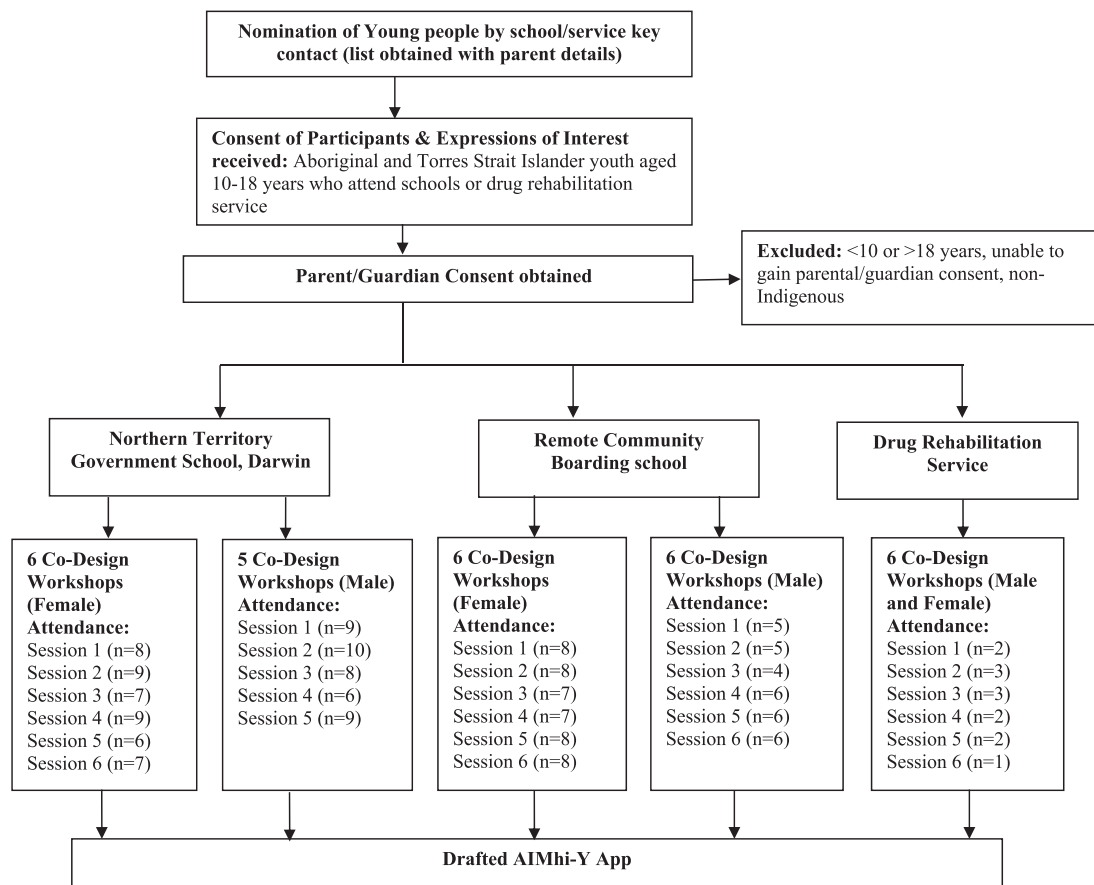 Nomination of Young people by school/service key
contact (list obtained with parent details)
Consent of Participants & Expressions of Interest
received: Aboriginal and Torres Strait Islander youth aged
10-18 years who attend schools or drug rehabilitation
service
Parent/Guardian Consent obtained
Excluded: <10 or >18 years, unable to
gain parental/guardian consent, non-
Indigenous
Northern Territory
Government School, Darwin
Remote Community
Boarding school
Drug Rehabilitation
Service
6 Co-Design
Workshops
(Female)
Attendance:
Session 1 (n=8)
Session 2 (n=9)
Session 3 (n=7)
Session 4 (n=9)
Session 5 (n=6)
Session 6 (n=7)
5 Co-Design
Workshops (Male)
Attendance:
Session 1 (n=9)
Session 2 (n=10)
Session 3 (n=8)
Session 4 (n=6)
Session 5 (n=9)
6 Co-Design
Workshops
(Female)
Attendance:
Session 1 (n=8)
Session 2 (n=8)
Session 3 (n=7)
Session 4 (n=7)
Session 5 (n=8)
Session 6 (n=8)
6 Co-Design
Workshops (Male)
Attendance:
Session 1 (n=5)
Session 2 (n=5)
Session 3 (n=4)
Session 4 (n=6)
Session 5 (n=6)
Session 6 (n=6)
6 Co-Design
Workshops (Male
and Female)
Attendance:
Session 1 (n=2)
Session 2 (n=3)
Session 3 (n=3)
Session 4 (n=2)
Session 5 (n=2)
Session 6 (n=1)
Drafted AIMhi-Y App